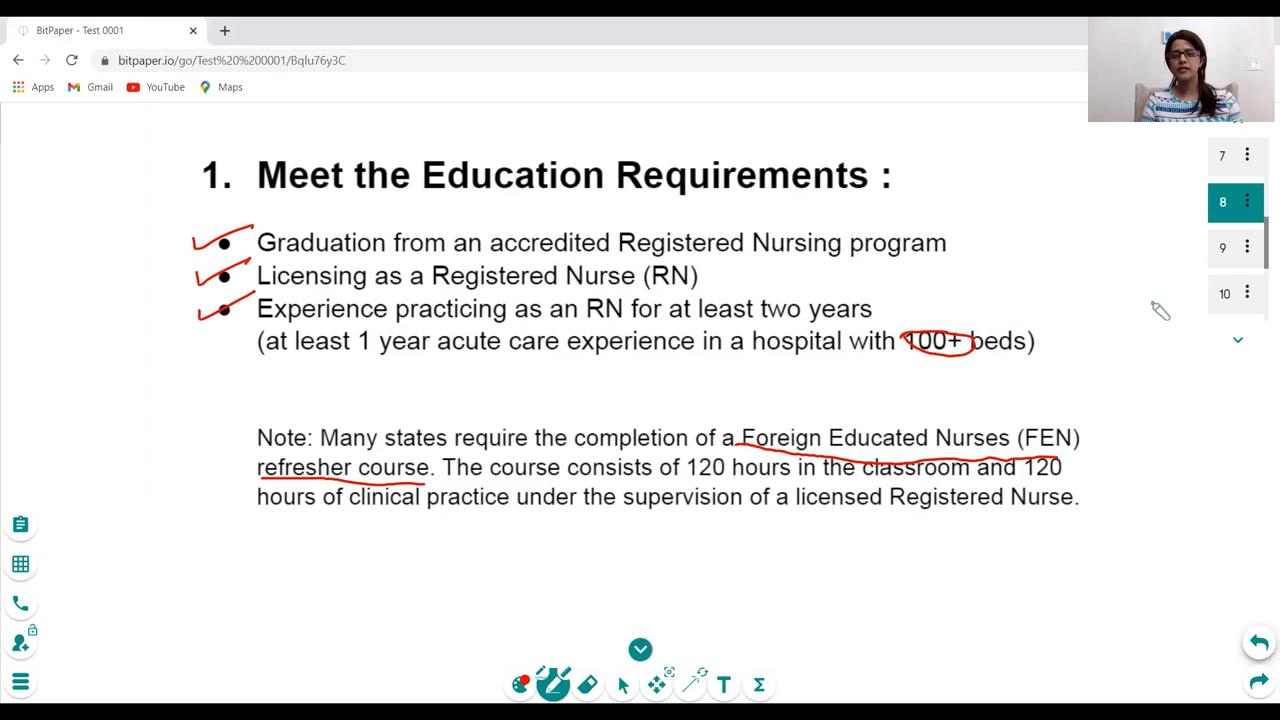 BitPaper - Test 0001
bitpaper.io/go/Test%20%200001/Bqlu76y3C
Apps Gmail YouTube Maps
1. Meet the Education Requirements :
• Graduation from an accredited Registered Nursing program
• Licensing as a Registered Nurse (RN)
• Experience practicing as an RN for at least two years
(at least 1 year acute care experience in a hospital with 100+ beds)
Note: Many states require the completion of a Foreign Educated Nurses (FEN)
refresher course. The course consists of 120 hours in the classroom and 120
hours of clinical practice under the supervision of a licensed Registered Nurse.
7
8
9
10
T Σ